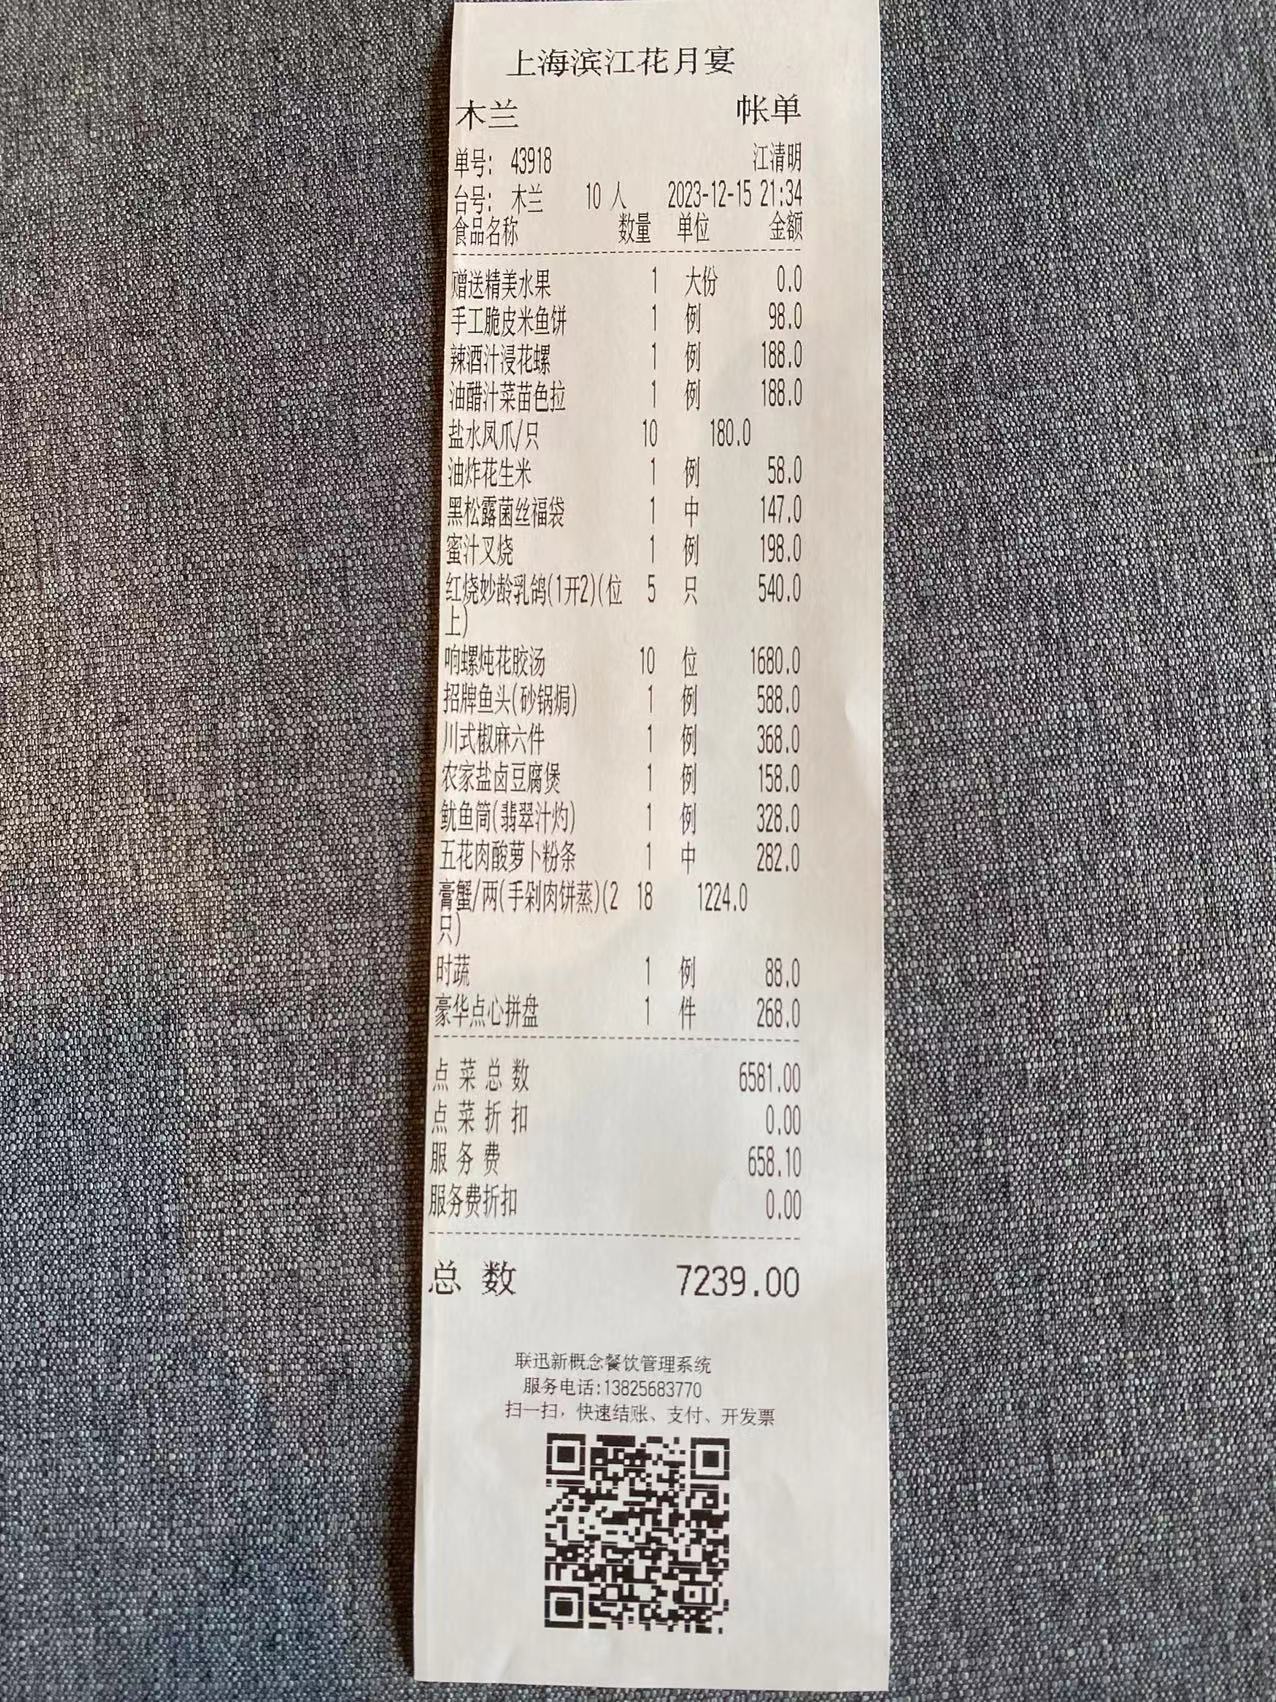 上海滨江花月宴
木兰 帐单
单号: 43918 江清明
台号: 木兰 10 人 2023-12-15 21:34
食品名称 数量 单位 金额
赠送精美水果 1 大份 0.0
手工脆皮米鱼饼 1 例 98.0
辣酒汁浸花螺 1 例 188.0
油醋汁菜苗色拉 1 例 188.0
盐水凤爪/只 10 180.0
油炸花生米 1 例 58.0
黑松露菌丝福袋 1 中 147.0
蜜汁叉烧 1 例 198.0
红烧妙龄乳鸽(1开2)(位 5 只 540.0
上)
响螺炖花胶汤 10 位 1680.0
招牌鱼头(砂锅焗) 1 例 588.0
川式椒麻六件 1 例 368.0
农家盐卤豆腐煲 1 例 158.0
鱿鱼筒(翡翠汁灼) 1 例 328.0
五花肉酸萝卜粉条 1 中 282.0
膏蟹/两(手剁肉饼蒸)(2 18 1224.0
只)
时蔬 1 例 88.0
豪华点心拼盘 1 件 268.0
点菜总数 6581.00
点菜折扣 0.00
服务费 658.10
服务费折扣 0.00
总数 7239.00
联迅新概念餐饮管理系统
服务电话:13825683770
扫一扫，快速结账、支付、开发票